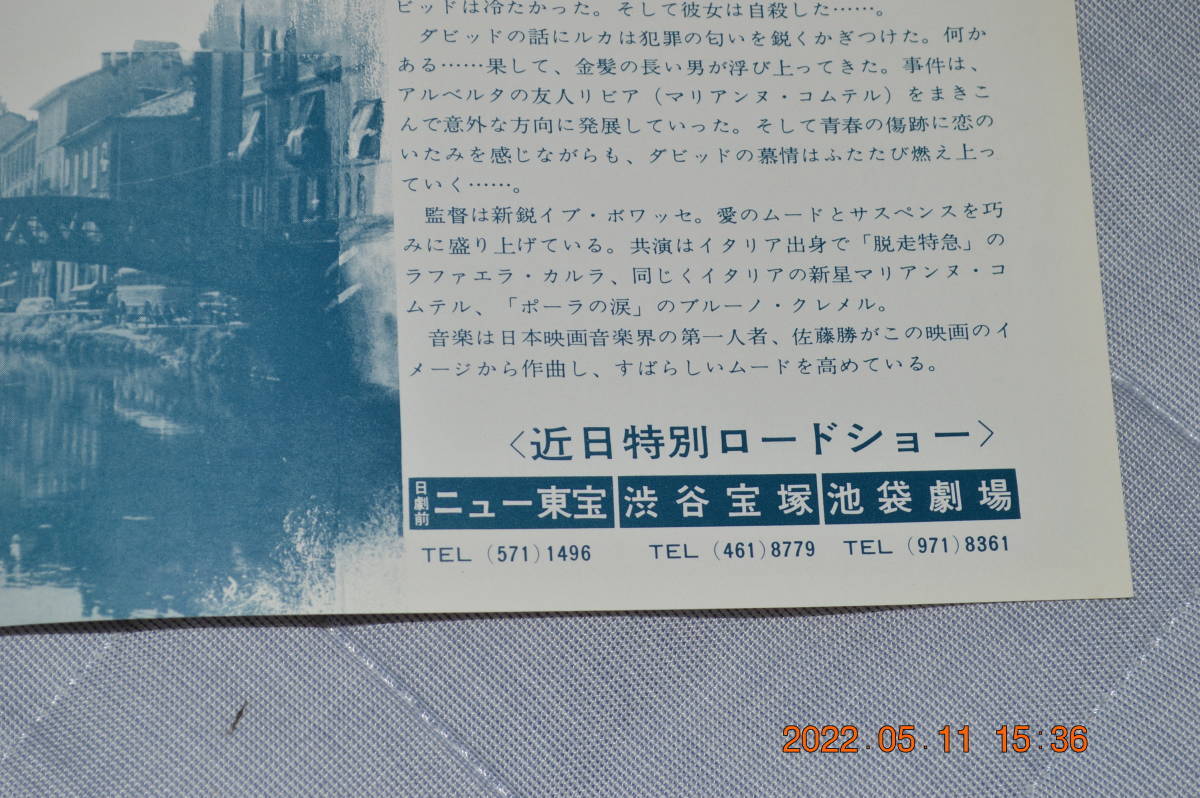 ビッドは冷たかった。そして彼女は自殺した……。
ダビッドの話にルカは犯罪の匂いを鋭くかぎつけた。何か
ある……果して、金髪の長い男が浮び上ってきた。事件は、
アルベルタの友人リビア（マリアンヌ・コムテル）をまきこ
んで意外な方向に発展していった。そして青春の傷跡に恋の
いたみを感じながらも、ダビッドの慕情はふたたび燃え上っ
ていく……。
監督は新鋭イブ・ボワッセ。愛のムードとサスペンスを巧
みに盛り上げている。共演はイタリア出身で「脱走特急」の
ラファエラ・カルラ、同じくイタリアの新星マリアンヌ・コ
ムテル、「ポーラの涙」のブルーノ・クレメル。
音楽は日本映画音楽界の第一人者、佐藤勝がこの映画のイ
メージから作曲し、すばらしいムードを高めている。
〈近日特別ロードショー〉
日劇前 ニュー東宝 渋谷宝塚 池袋劇場
TEL (571)1496 TEL (461)8779 TEL (971)8361
2022.05.11 15:36